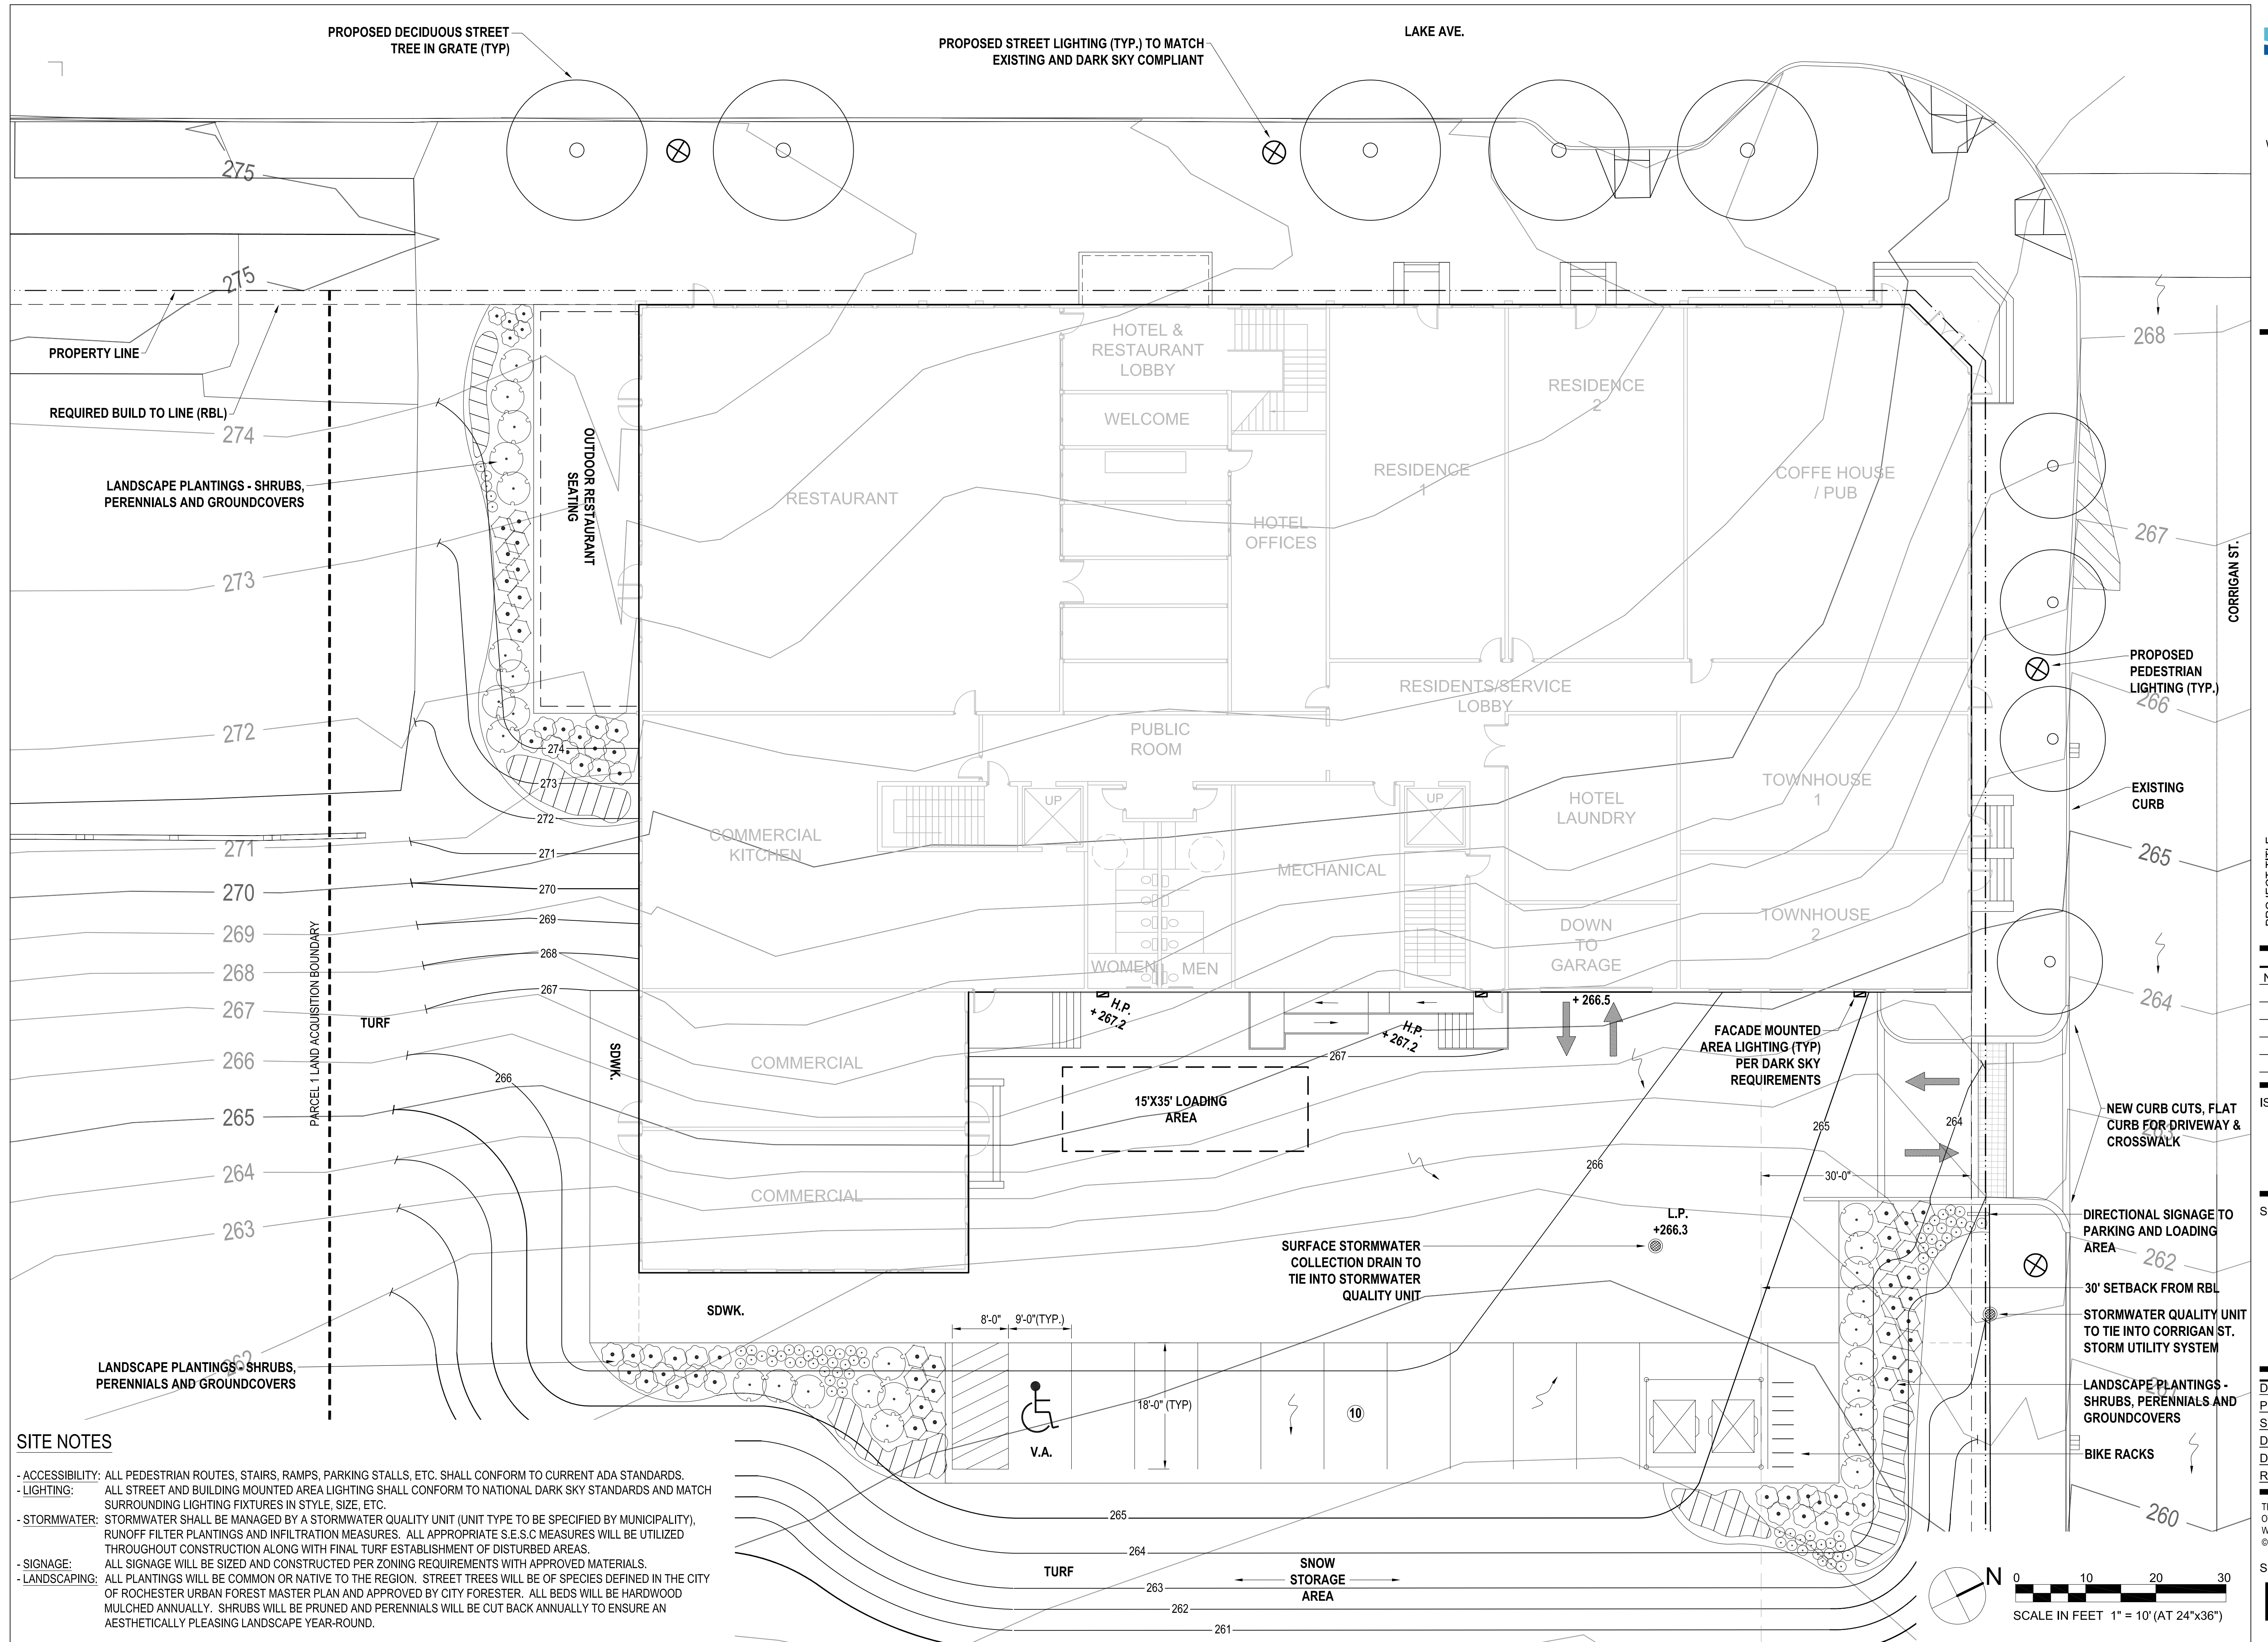 PROPOSED DECIDUOUS STREET
TREE IN GRATE (TYP)
PROPOSED STREET LIGHTING (TYP.) TO MATCH
EXISTING AND DARK SKY COMPLIANT
LAKE AVE.
275
275
PROPERTY LINE
REQUIRED BUILD TO LINE (RBL)
274
LANDSCAPE PLANTINGS - SHRUBS,
PERENNIALS AND GROUNDCOVERS
273
272
271
270
269
268
267
266
265
264
263
262
PARCEL 1 LAND ACQUISITION BOUNDARY
TURF
OUTDOOR RESTAURANT
SEATING
274
273
272
271
270
269
268
267
266
SDWK.
RESTAURANT
HOTEL &
RESTAURANT
LOBBY
WELCOME
HOTEL
OFFICES
RESIDENCE
1
RESIDENCE
2
COFFE HOUSE
/ PUB
RESIDENTS/SERVICE
LOBBY
PUBLIC
ROOM
UP
UP
COMMERCIAL
KITCHEN
MECHANICAL
HOTEL
LAUNDRY
TOWNHOUSE
1
TOWNHOUSE
2
DOWN
TO
GARAGE
WOMEN
MEN
COMMERCIAL
COMMERCIAL
H.P.
+ 267.2
H.P.
+ 267.2
+ 266.5
267
15'X35' LOADING
AREA
FACADE MOUNTED
AREA LIGHTING (TYP)
PER DARK SKY
REQUIREMENTS
266
265
264
30'-0"
L.P.
+266.3
SURFACE STORMWATER
COLLECTION DRAIN TO
TIE INTO STORMWATER
QUALITY UNIT
SDWK.
8'-0"
9'-0"(TYP.)
18'-0" (TYP)
V.A.
10
LANDSCAPE PLANTINGS - SHRUBS,
PERENNIALS AND GROUNDCOVERS
268
267
CORRIGAN ST.
PROPOSED
PEDESTRIAN
LIGHTING (TYP.)
266
EXISTING
CURB
265
264
NEW CURB CUTS, FLAT
CURB FOR DRIVEWAY &
CROSSWALK
263
DIRECTIONAL SIGNAGE TO
PARKING AND LOADING
AREA
262
30' SETBACK FROM RBL
STORMWATER QUALITY UNIT
TO TIE INTO CORRIGAN ST.
STORM UTILITY SYSTEM
LANDSCAPE PLANTINGS -
SHRUBS, PERENNIALS AND
GROUNDCOVERS
BIKE RACKS
260
265
264
263
262
261
TURF
SNOW
STORAGE
AREA
SITE NOTES
- ACCESSIBILITY: ALL PEDESTRIAN ROUTES, STAIRS, RAMPS, PARKING STALLS, ETC. SHALL CONFORM TO CURRENT ADA STANDARDS.
- LIGHTING: ALL STREET AND BUILDING MOUNTED AREA LIGHTING SHALL CONFORM TO NATIONAL DARK SKY STANDARDS AND MATCH
SURROUNDING LIGHTING FIXTURES IN STYLE, SIZE, ETC.
- STORMWATER: STORMWATER SHALL BE MANAGED BY A STORMWATER QUALITY UNIT (UNIT TYPE TO BE SPECIFIED BY MUNICIPALITY),
RUNOFF FILTER PLANTINGS AND INFILTRATION MEASURES. ALL APPROPRIATE S.E.S.C MEASURES WILL BE UTILIZED
THROUGHOUT CONSTRUCTION ALONG WITH FINAL TURF ESTABLISHMENT OF DISTURBED AREAS.
- SIGNAGE: ALL SIGNAGE WILL BE SIZED AND CONSTRUCTED PER ZONING REQUIREMENTS WITH APPROVED MATERIALS.
- LANDSCAPING: ALL PLANTINGS WILL BE COMMON OR NATIVE TO THE REGION. STREET TREES WILL BE OF SPECIES DEFINED IN THE CITY
OF ROCHESTER URBAN FOREST MASTER PLAN AND APPROVED BY CITY FORESTER. ALL BEDS WILL BE HARDWOOD
MULCHED ANNUALLY. SHRUBS WILL BE PRUNED AND PERENNIALS WILL BE CUT BACK ANNUALLY TO ENSURE AN
AESTHETICALLY PLEASING LANDSCAPE YEAR-ROUND.
N
0 10 20 30
SCALE IN FEET 1" = 10' (AT 24"x36")